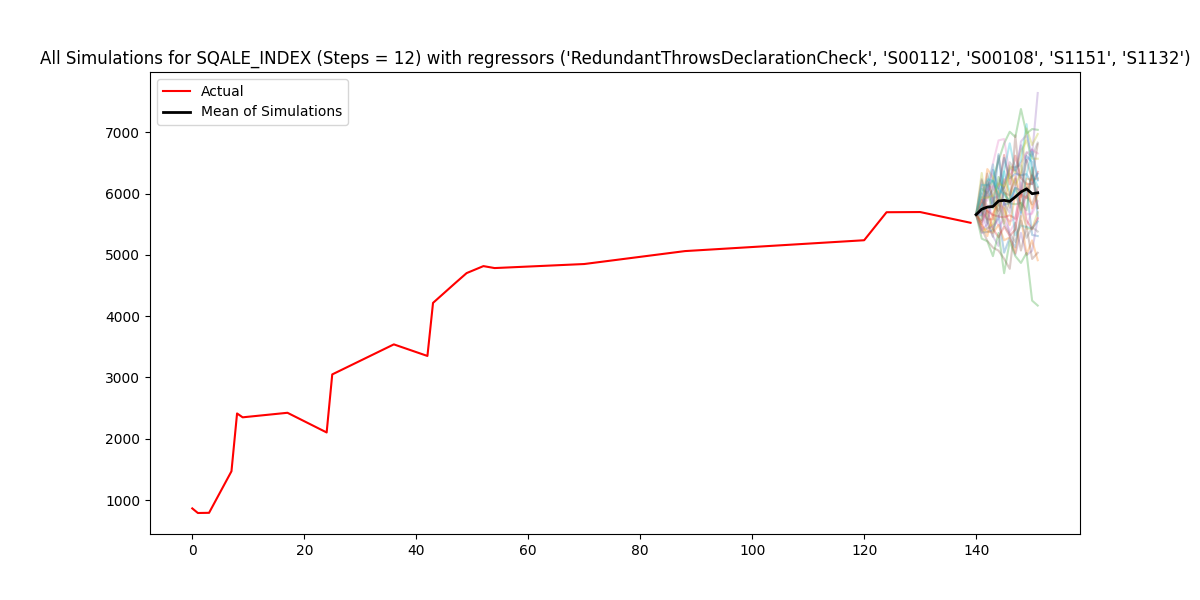 All Simulations for SQALE_INDEX (Steps = 12) with regressors ('RedundantThrowsDeclarationCheck', 'S00112', 'S00108', 'S1151', 'S1132')
Actual
Mean of Simulations
7000
6000
5000
4000
3000
2000
1000
0 20 40 60 80 100 120 140